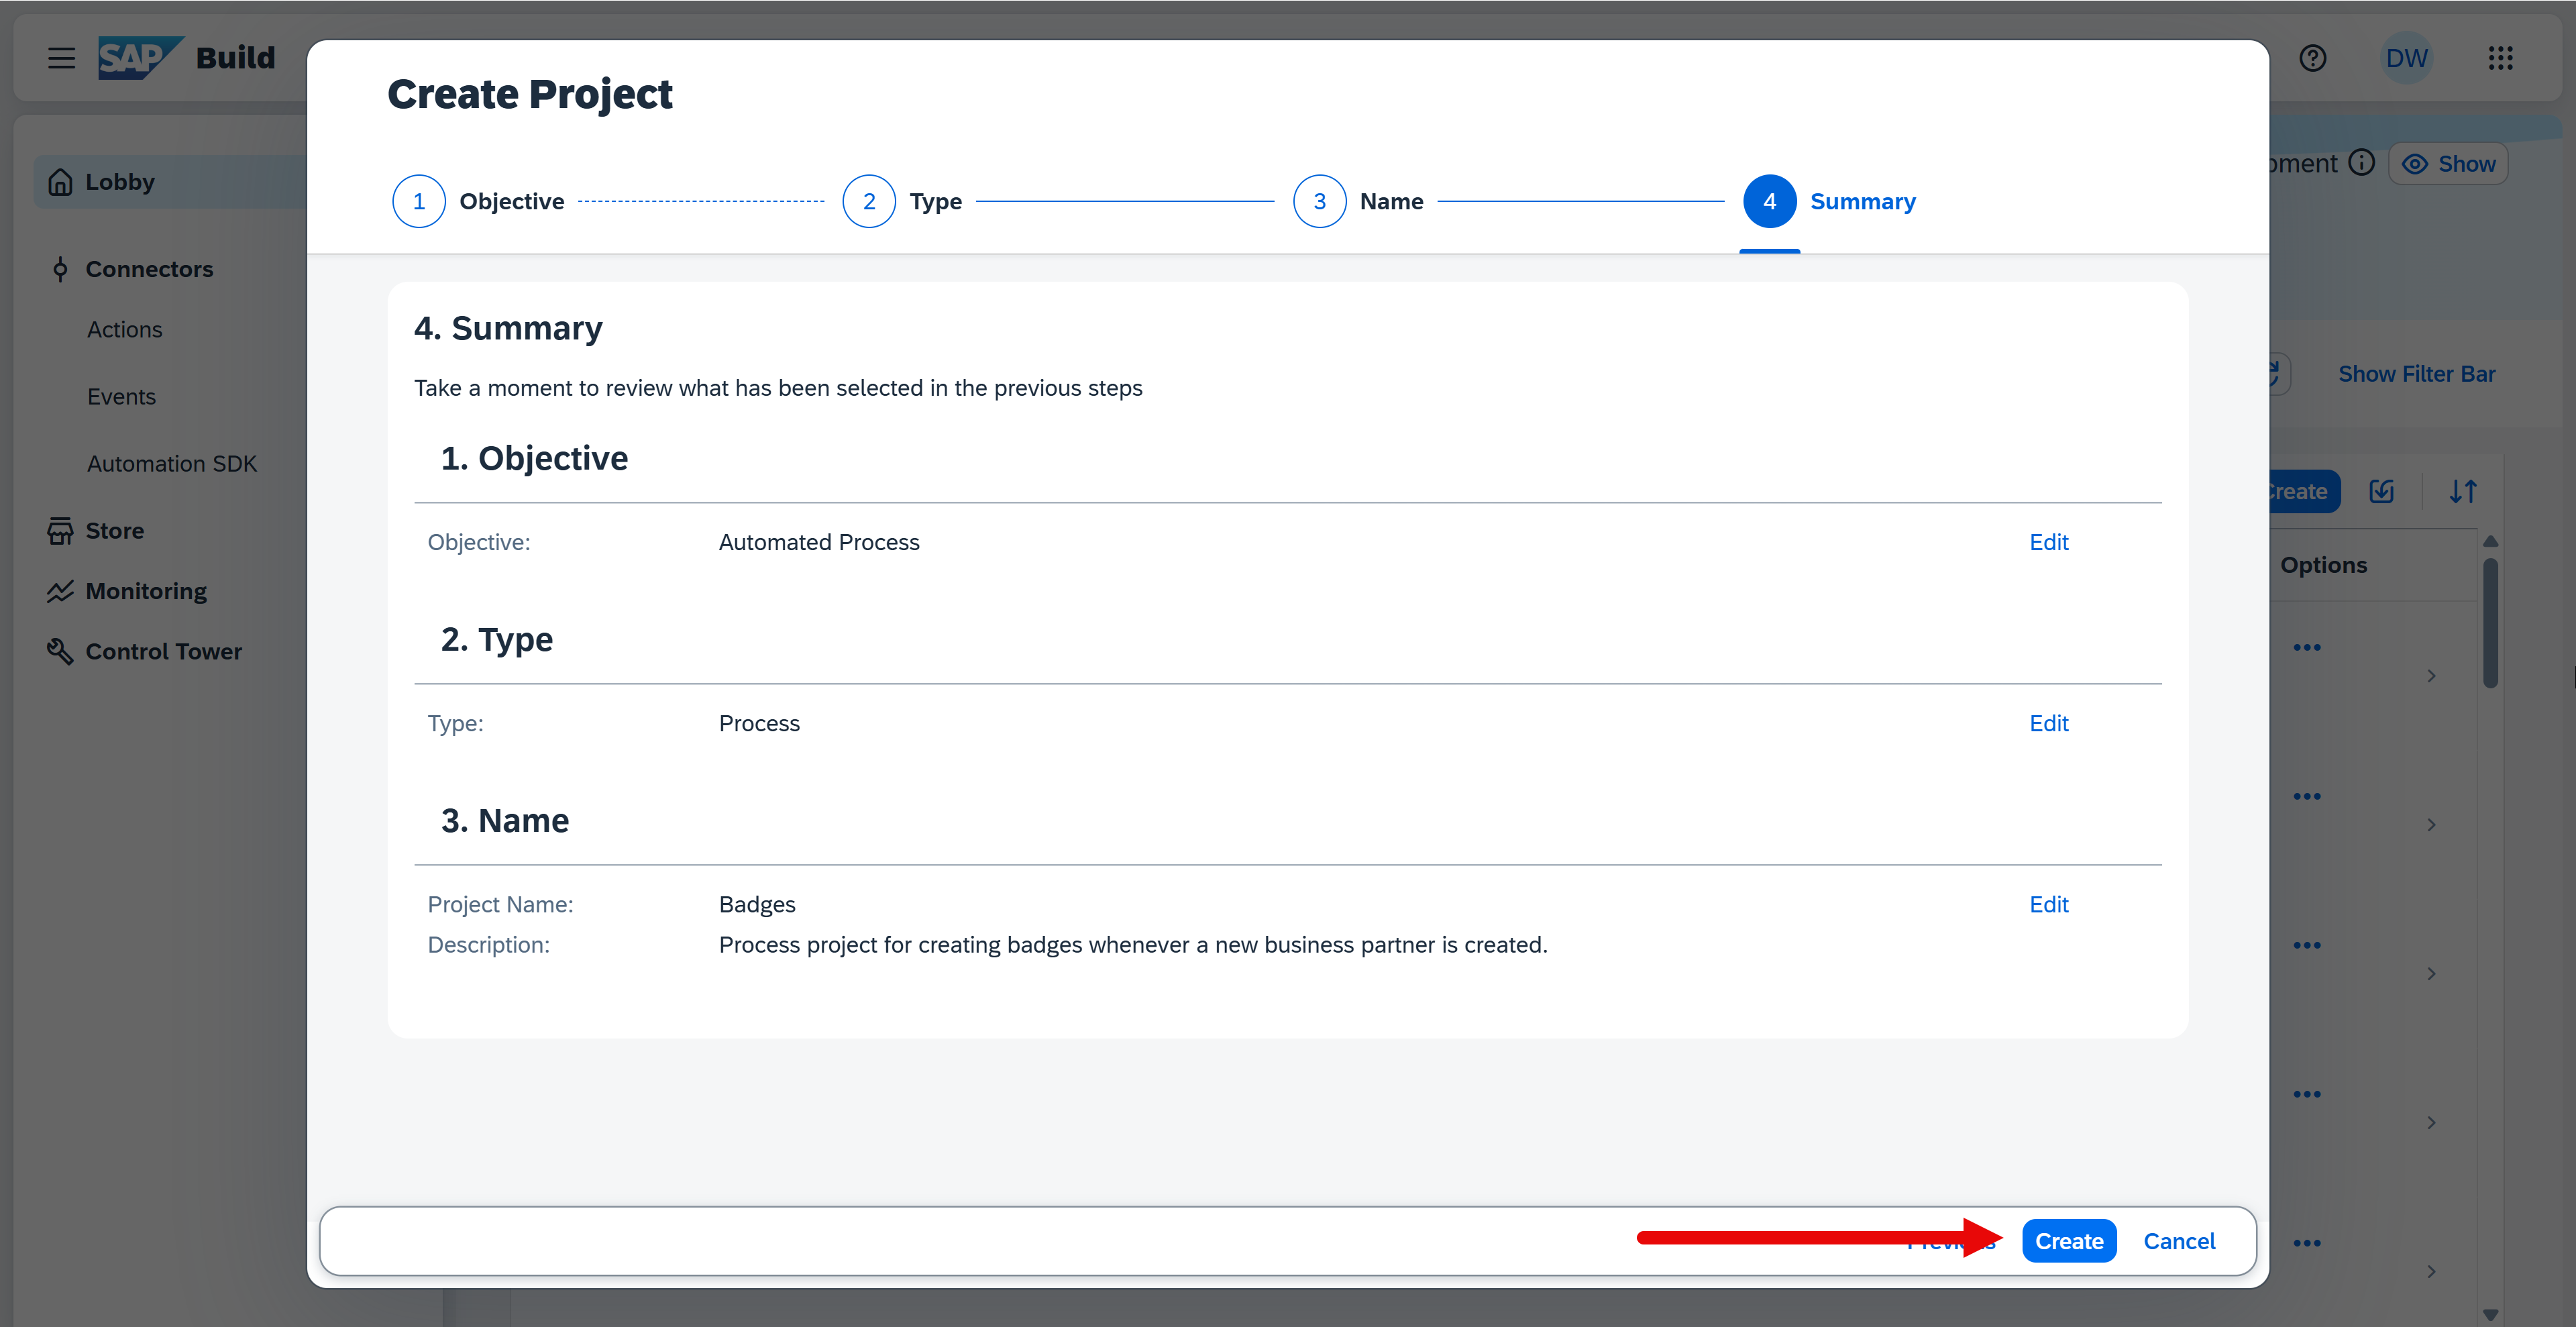 SAP Build
DW
Lobby
Connectors
Actions
Events
Automation SDK
Store
Monitoring
Control Tower
Create Project
1 Objective
2 Type
3 Name
4 Summary
4. Summary
Take a moment to review what has been selected in the previous steps
1. Objective
Objective: Automated Process Edit
2. Type
Type: Process Edit
3. Name
Project Name: Badges Edit
Description: Process project for creating badges whenever a new business partner is created.
Create
Cancel
Show
Show Filter Bar
Create
Options